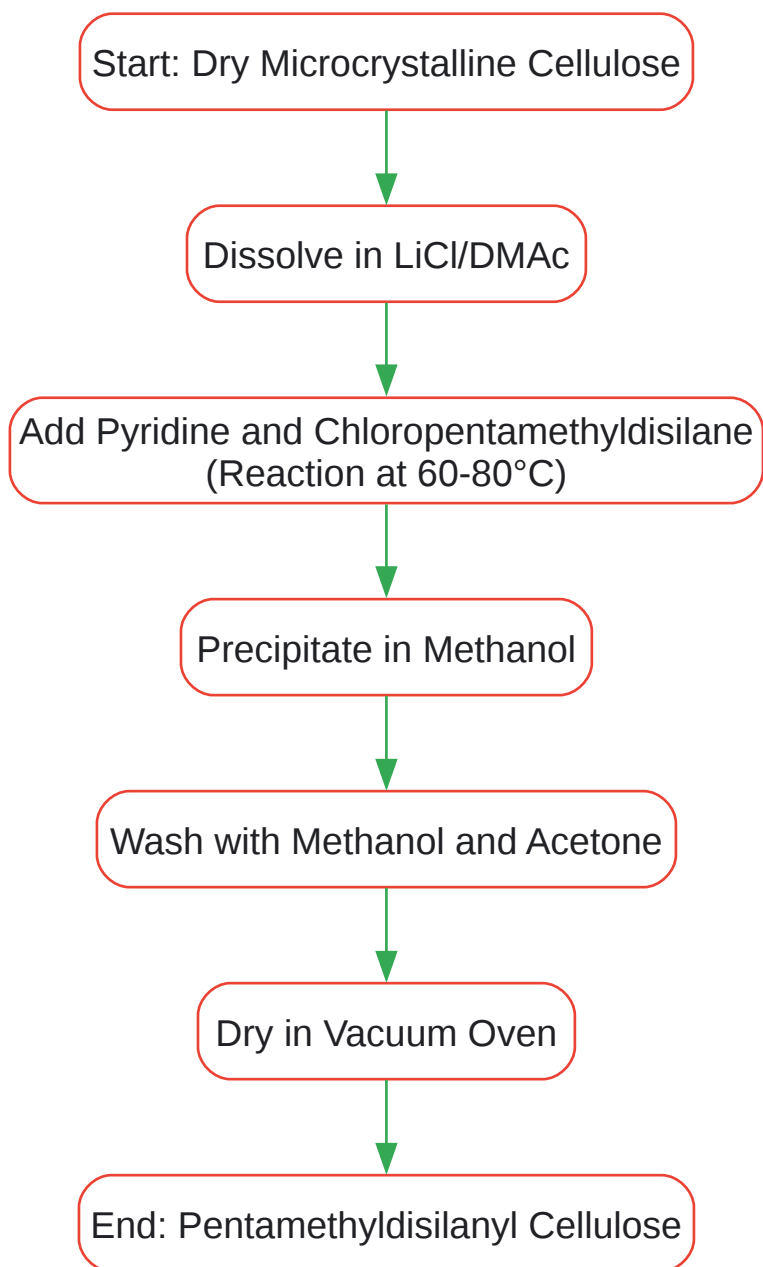 Start: Dry Microcrystalline Cellulose
Dissolve in LiCl/DMAc
Add Pyridine and Chloropentamethyldisilane
(Reaction at 60-80°C)
Precipitate in Methanol
Wash with Methanol and Acetone
Dry in Vacuum Oven
End: Pentamethyldisilanyl Cellulose